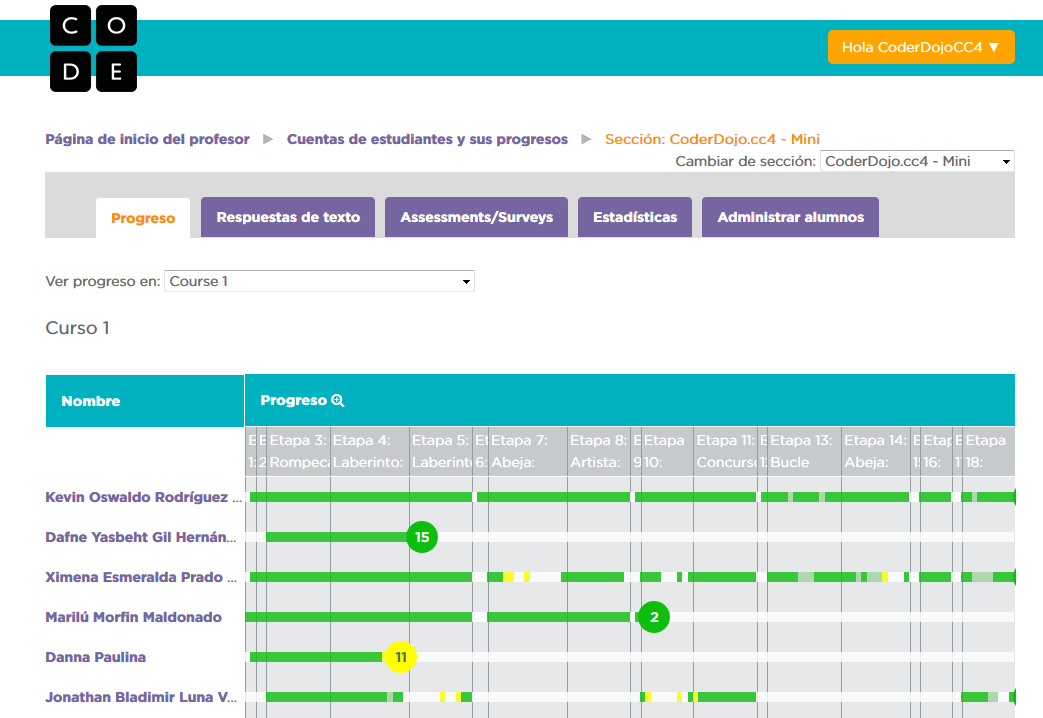 C O
D E
Hola CoderDojoCC4 ▼
Página de inicio del profesor ▶ Cuentas de estudiantes y sus progresos ▶ Sección: CoderDojo.cc4 - Mini
Cambiar de sección: CoderDojo.cc4 - Mini
Progreso Respuestas de texto Assessments/Surveys Estadísticas Administrar alumnos
Ver progreso en: Course 1
Curso 1
Nombre Progreso
E E Etapa 3: Etapa 4: Etapa 5: Et Etapa 7: Etapa 8: E Etapa Etapa 11: E Etapa 13: Etapa 14: E Etap E Etapa
1: 2 Rompeca Laberinto: Laberint 6: Abeja: Artista: 9 10: Concurso 1 Bucle Abeja: 1 16: 1 18:
Kevin Oswaldo Rodríguez ...
Dafne Yasbeht Gil Hernán... 15
Ximena Esmeralda Prado ...
Marilú Morfin Maldonado 2
Danna Paulina 11
Jonathan Bladimir Luna V...